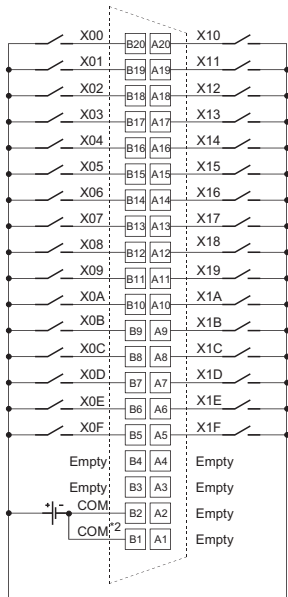 X00 B20 A20 X10
X01 B19 A19 X11
X02 B18 A18 X12
X03 B17 A17 X13
X04 B16 A16 X14
X05 B15 A15 X15
X06 B14 A14 X16
X07 B13 A13 X17
X08 B12 A12 X18
X09 B11 A11 X19
X0A B10 A10 X1A
X0B B9 A9 X1B
X0C B8 A8 X1C
X0D B7 A7 X1D
X0E B6 A6 X1E
X0F B5 A5 X1F
Empty B4 A4 Empty
Empty B3 A3 Empty
+ - COM B2 A2 Empty
COM*2 B1 A1 Empty